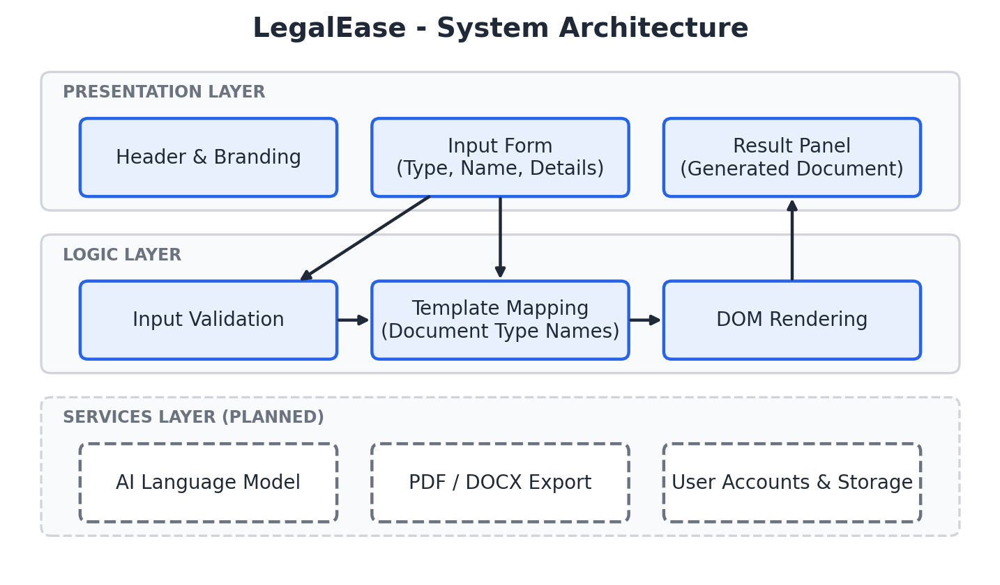 LegalEase - System Architecture
PRESENTATION LAYER
Header & Branding
Input Form
(Type, Name, Details)
Result Panel
(Generated Document)
LOGIC LAYER
Input Validation
Template Mapping
(Document Type Names)
DOM Rendering
SERVICES LAYER (PLANNED)
AI Language Model
PDF / DOCX Export
User Accounts & Storage